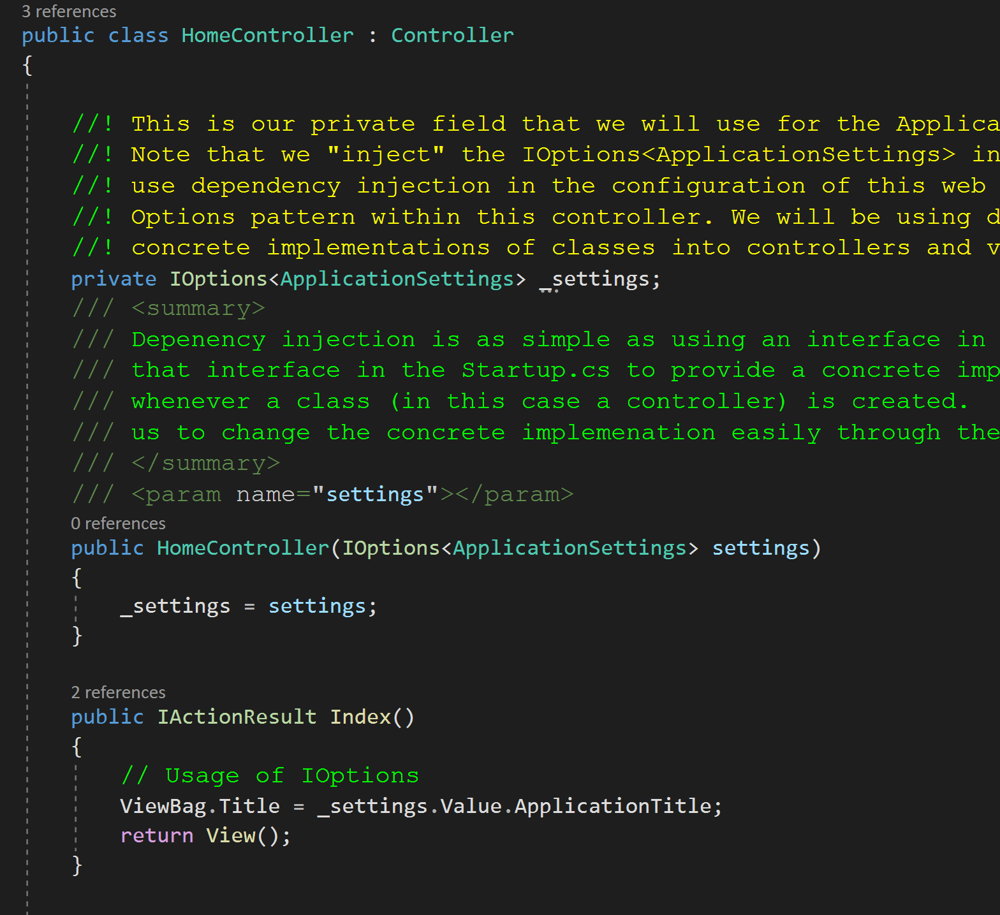 3 references
public class HomeController : Controller
{
//! This is our private field that we will use for the Applica
//! Note that we "inject" the IOptions<ApplicationSettings> in
//! use dependency injection in the configuration of this web
//! Options pattern within this controller. We will be using d
//! concrete implementations of classes into controllers and v
private IOptions<ApplicationSettings> _settings;
/// <summary>
/// Depenency injection is as simple as using an interface in
/// that interface in the Startup.cs to provide a concrete imp
/// whenever a class (in this case a controller) is created.
/// us to change the concrete implemenation easily through the
/// </summary>
/// <param name="settings"></param>
0 references
public HomeController(IOptions<ApplicationSettings> settings)
{
_settings = settings;
}
2 references
public IActionResult Index()
{
// Usage of IOptions
ViewBag.Title = _settings.Value.ApplicationTitle;
return View();
}